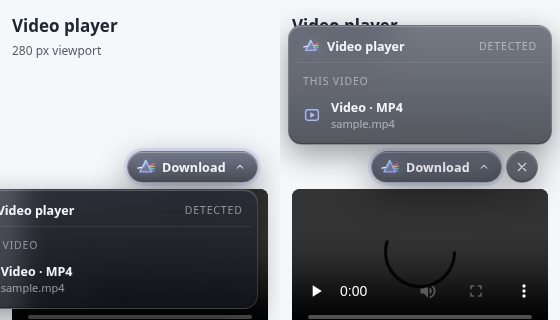 Video player
280 px viewport
Download
Video player
DETECTED
VIDEO
Video · MP4
sample.mp4
Video player
Video player
DETECTED
THIS VIDEO
Video · MP4
sample.mp4
Download
0:00